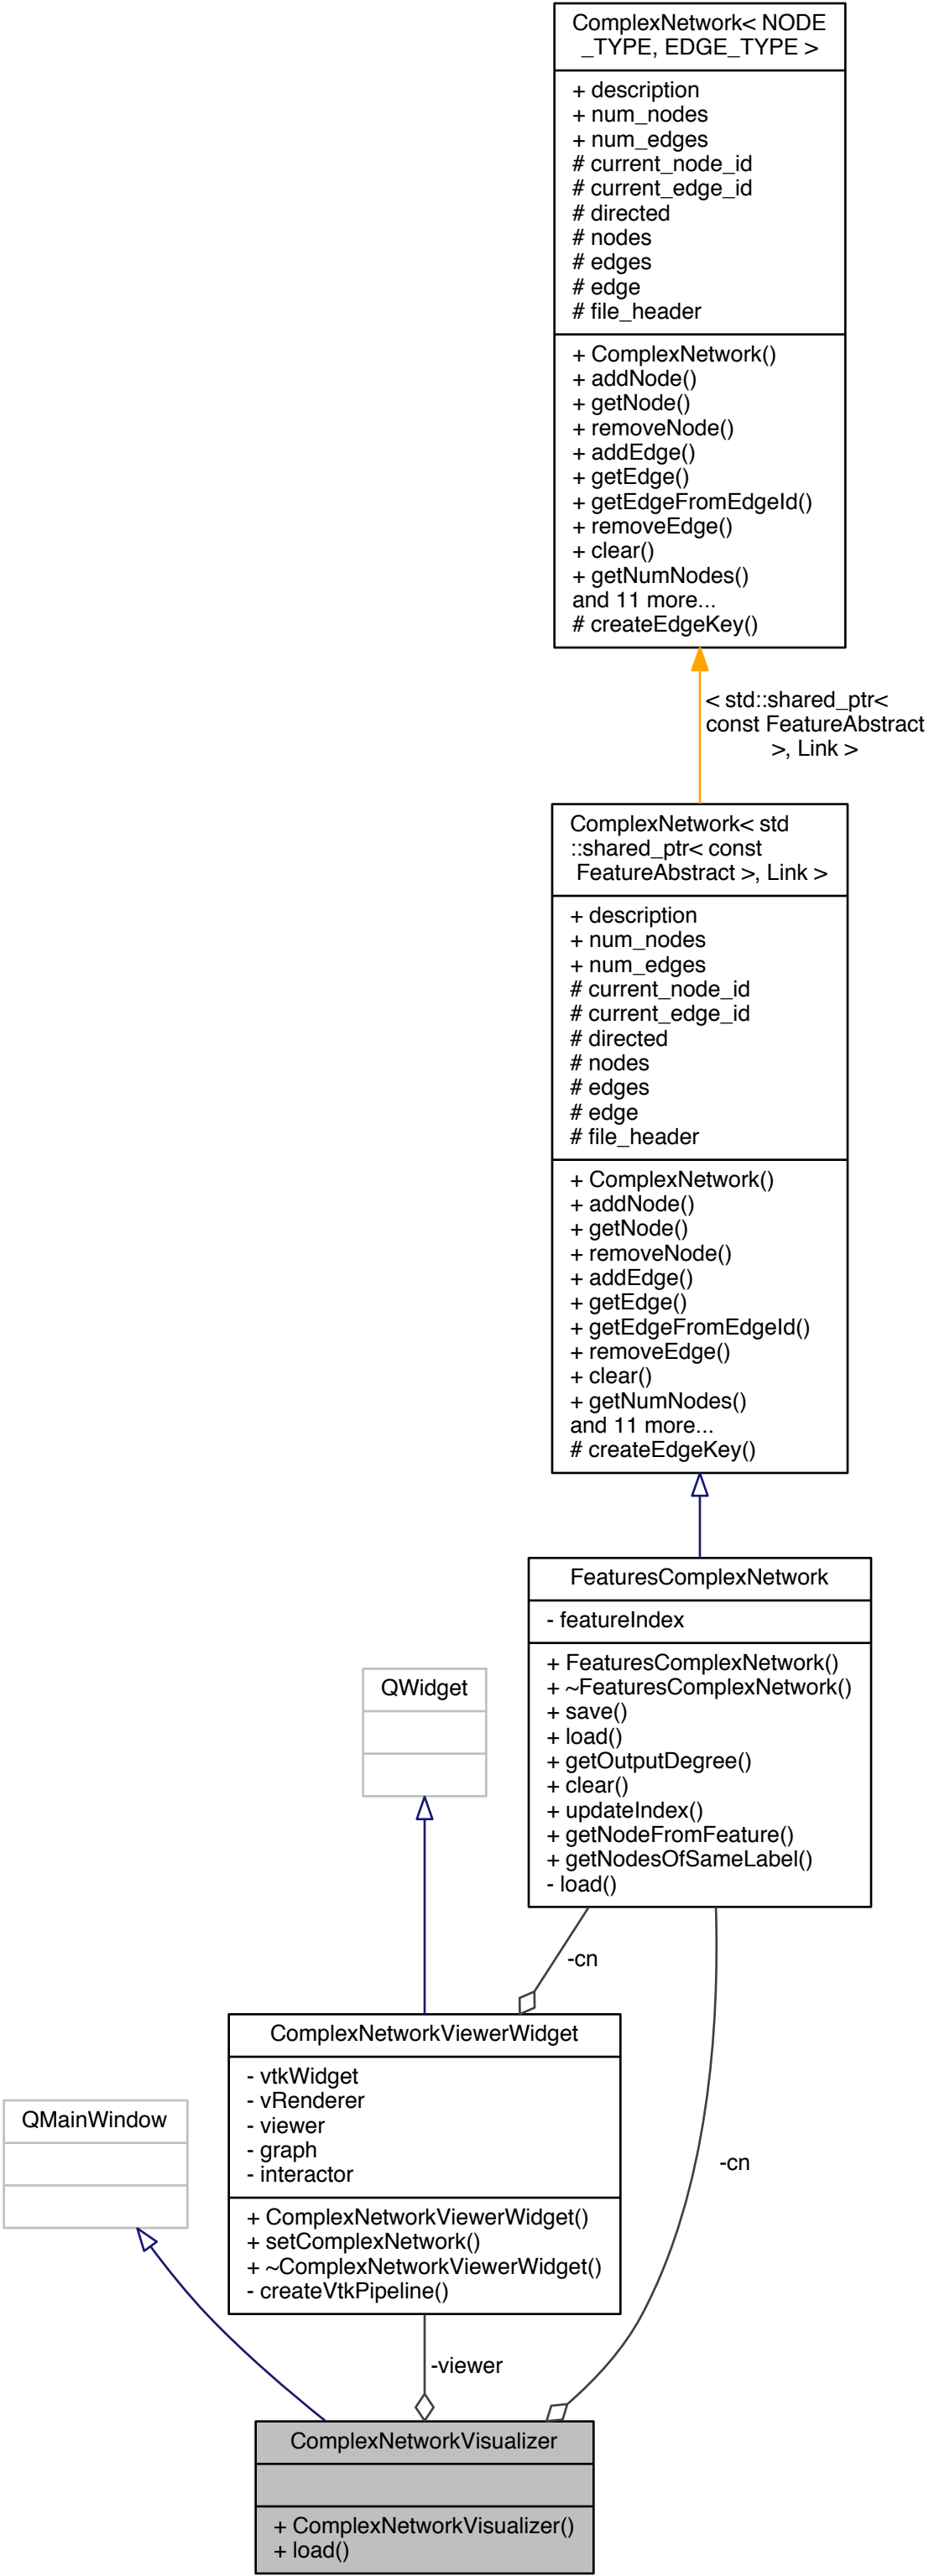 ComplexNetwork< NODE
_TYPE, EDGE_TYPE >
+ description
+ num_nodes
+ num_edges
# current_node_id
# current_edge_id
# directed
# nodes
# edges
# edge
# file_header
+ ComplexNetwork()
+ addNode()
+ getNode()
+ removeNode()
+ addEdge()
+ getEdge()
+ getEdgeFromEdgeId()
+ removeEdge()
+ clear()
+ getNumNodes()
and 11 more...
# createEdgeKey()
< std::shared_ptr<
const FeatureAbstract
>, Link >
ComplexNetwork< std
::shared_ptr< const
FeatureAbstract >, Link >
+ description
+ num_nodes
+ num_edges
# current_node_id
# current_edge_id
# directed
# nodes
# edges
# edge
# file_header
+ ComplexNetwork()
+ addNode()
+ getNode()
+ removeNode()
+ addEdge()
+ getEdge()
+ getEdgeFromEdgeId()
+ removeEdge()
+ clear()
+ getNumNodes()
and 11 more...
# createEdgeKey()
FeaturesComplexNetwork
- featureIndex
+ FeaturesComplexNetwork()
+ ~FeaturesComplexNetwork()
+ save()
+ load()
+ getOutputDegree()
+ clear()
+ updateIndex()
+ getNodeFromFeature()
+ getNodesOfSameLabel()
- load()
QWidget
-cn
ComplexNetworkViewerWidget
- vtkWidget
- vRenderer
- viewer
- graph
- interactor
+ ComplexNetworkViewerWidget()
+ setComplexNetwork()
+ ~ComplexNetworkViewerWidget()
- createVtkPipeline()
QMainWindow
-cn
-viewer
ComplexNetworkVisualizer
+ ComplexNetworkVisualizer()
+ load()